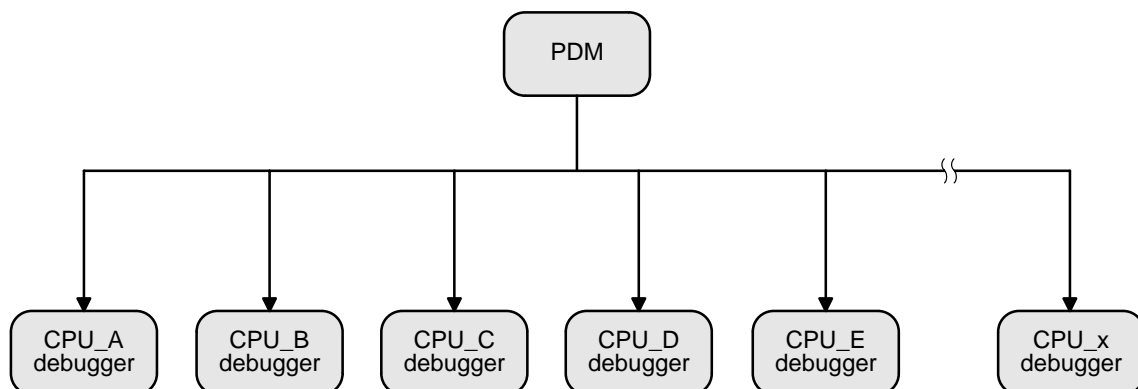 PDM
CPU_A
debugger
CPU_B
debugger
CPU_C
debugger
CPU_D
debugger
CPU_E
debugger
CPU_x
debugger